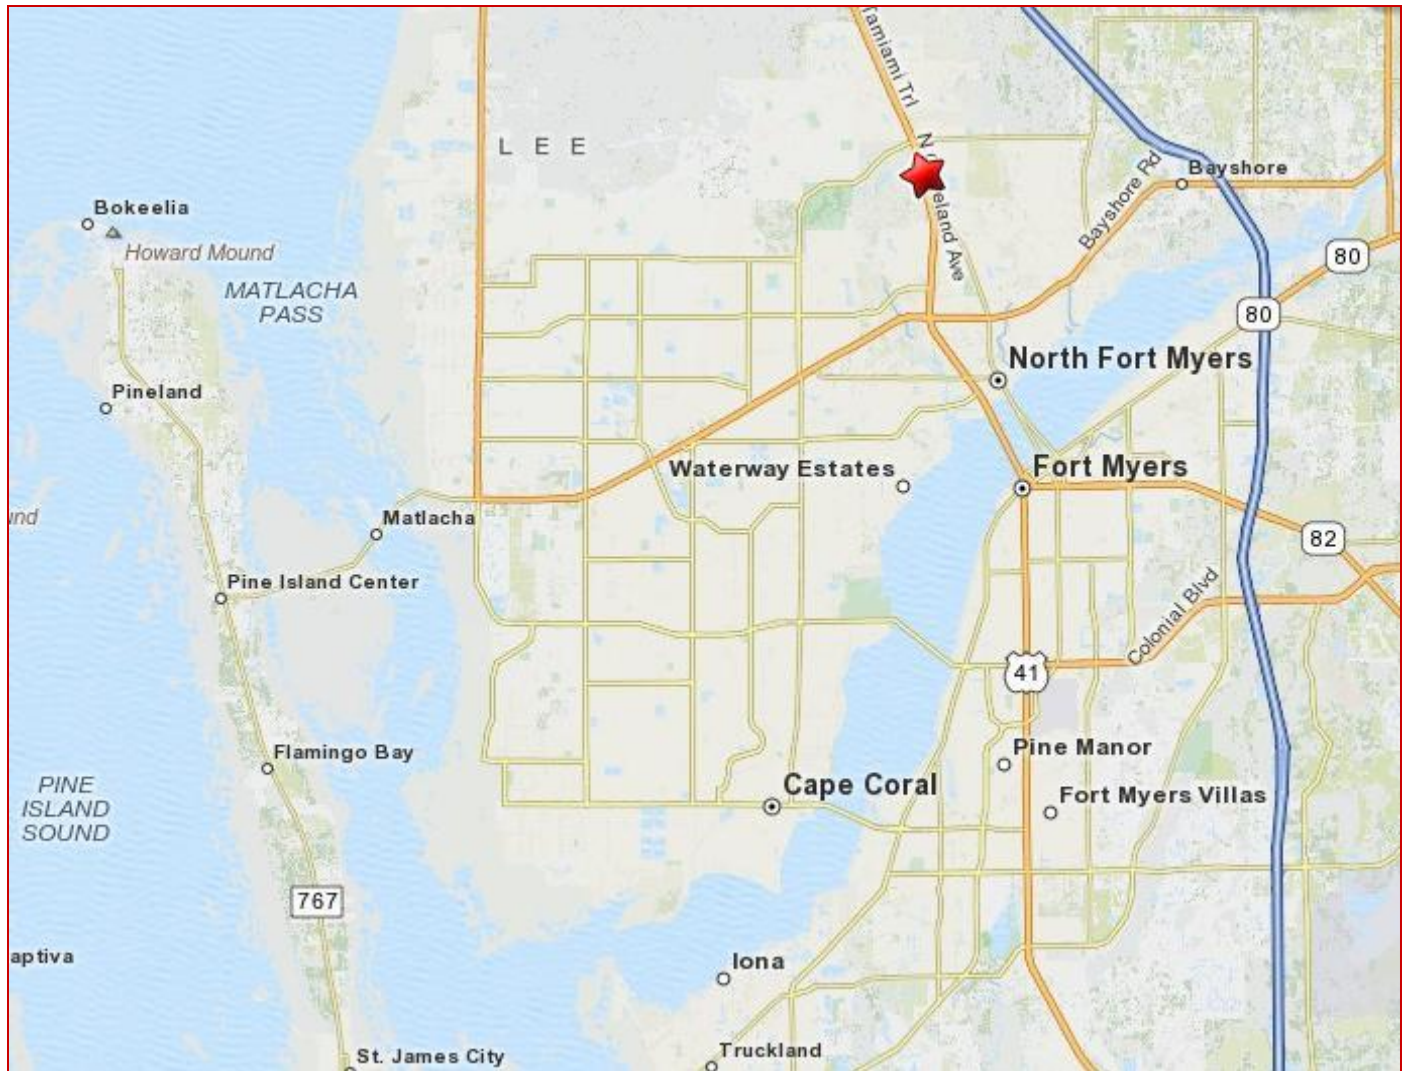 Tamiami Trl
N
eland Ave
L E E
Bayshore Rd
Bayshore
Bokeelia
Howard Mound
80
MATLACHA
PASS
80
North Fort Myers
Pineland
Waterway Estates
Fort Myers
Matlacha
82
Pine Island Center
Colonial Blvd
41
Flamingo Bay
Pine Manor
PINE
ISLAND
SOUND
Cape Coral
Fort Myers Villas
767
aptiva
Iona
St. James City
Truckland